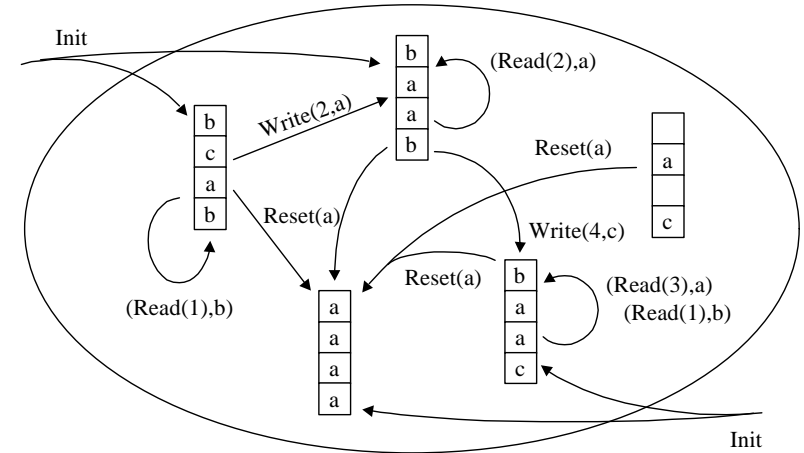 Init
b
a
a
b
(Read(2),a)
Write(2,a)
b
c
a
b
Reset(a)
a
c
Reset(a)
Write(4,c)
(Read(1),b)
Reset(a)
b
a
a
c
(Read(3),a)
(Read(1),b)
a
a
a
a
Init